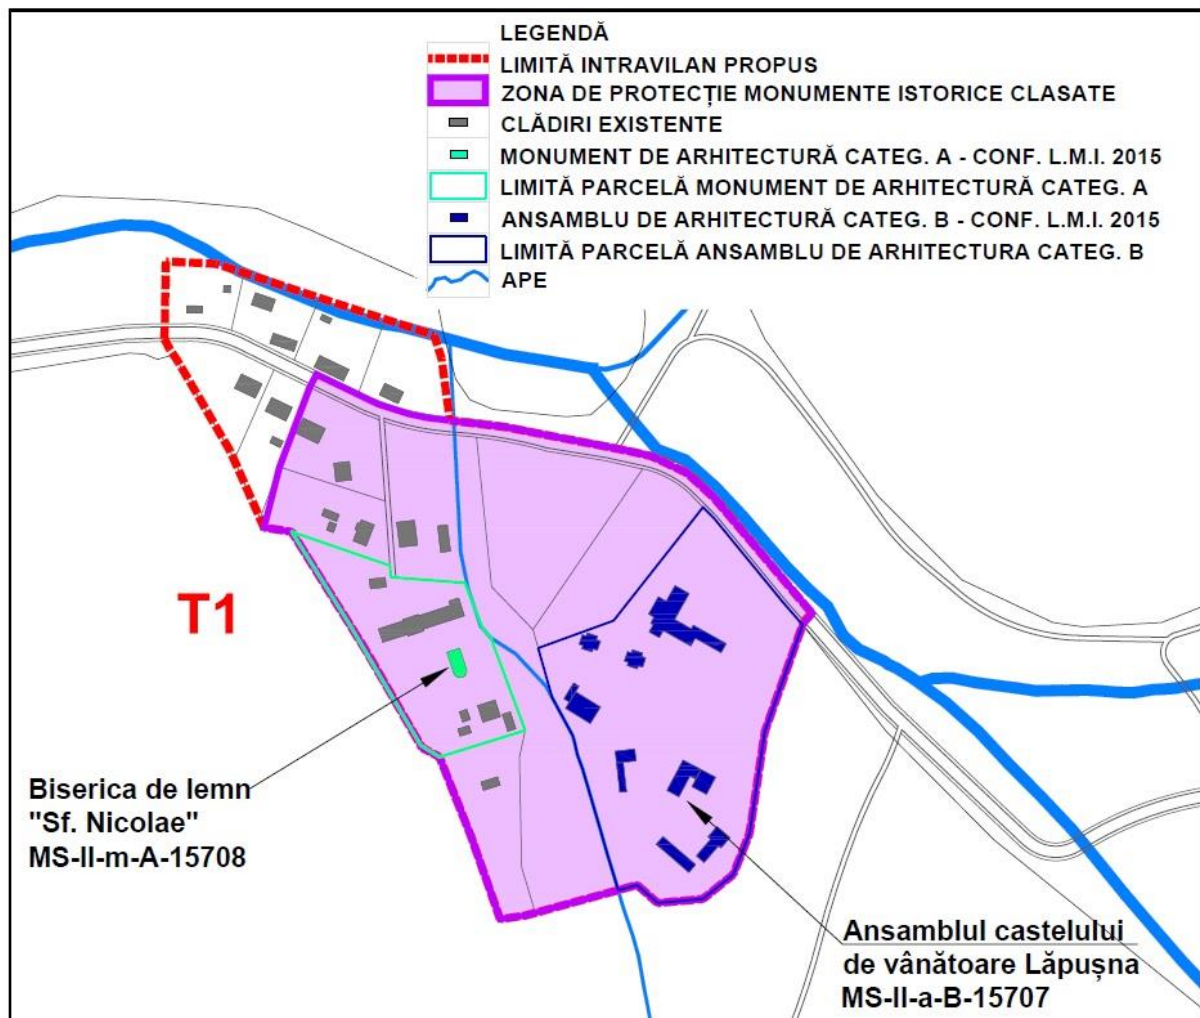 LEGENDĂ
LIMITĂ INTRAVILAN PROPUS
ZONA DE PROTECȚIE MONUMENTE ISTORICE CLASATE
CLĂDIRI EXISTENTE
MONUMENT DE ARHITECTURĂ CATEG. A - CONF. L.M.I. 2015
LIMITĂ PARCELĂ MONUMENT DE ARHITECTURĂ CATEG. A
ANSAMBLU DE ARHITECTURĂ CATEG. B - CONF. L.M.I. 2015
LIMITĂ PARCELĂ ANSAMBLU DE ARHITECTURA CATEG. B
APE
T1
Biserica de lemn
"Sf. Nicolae"
MS-II-m-A-15708
Ansamblul castelului
de vânătoare Lăpușna
MS-II-a-B-15707